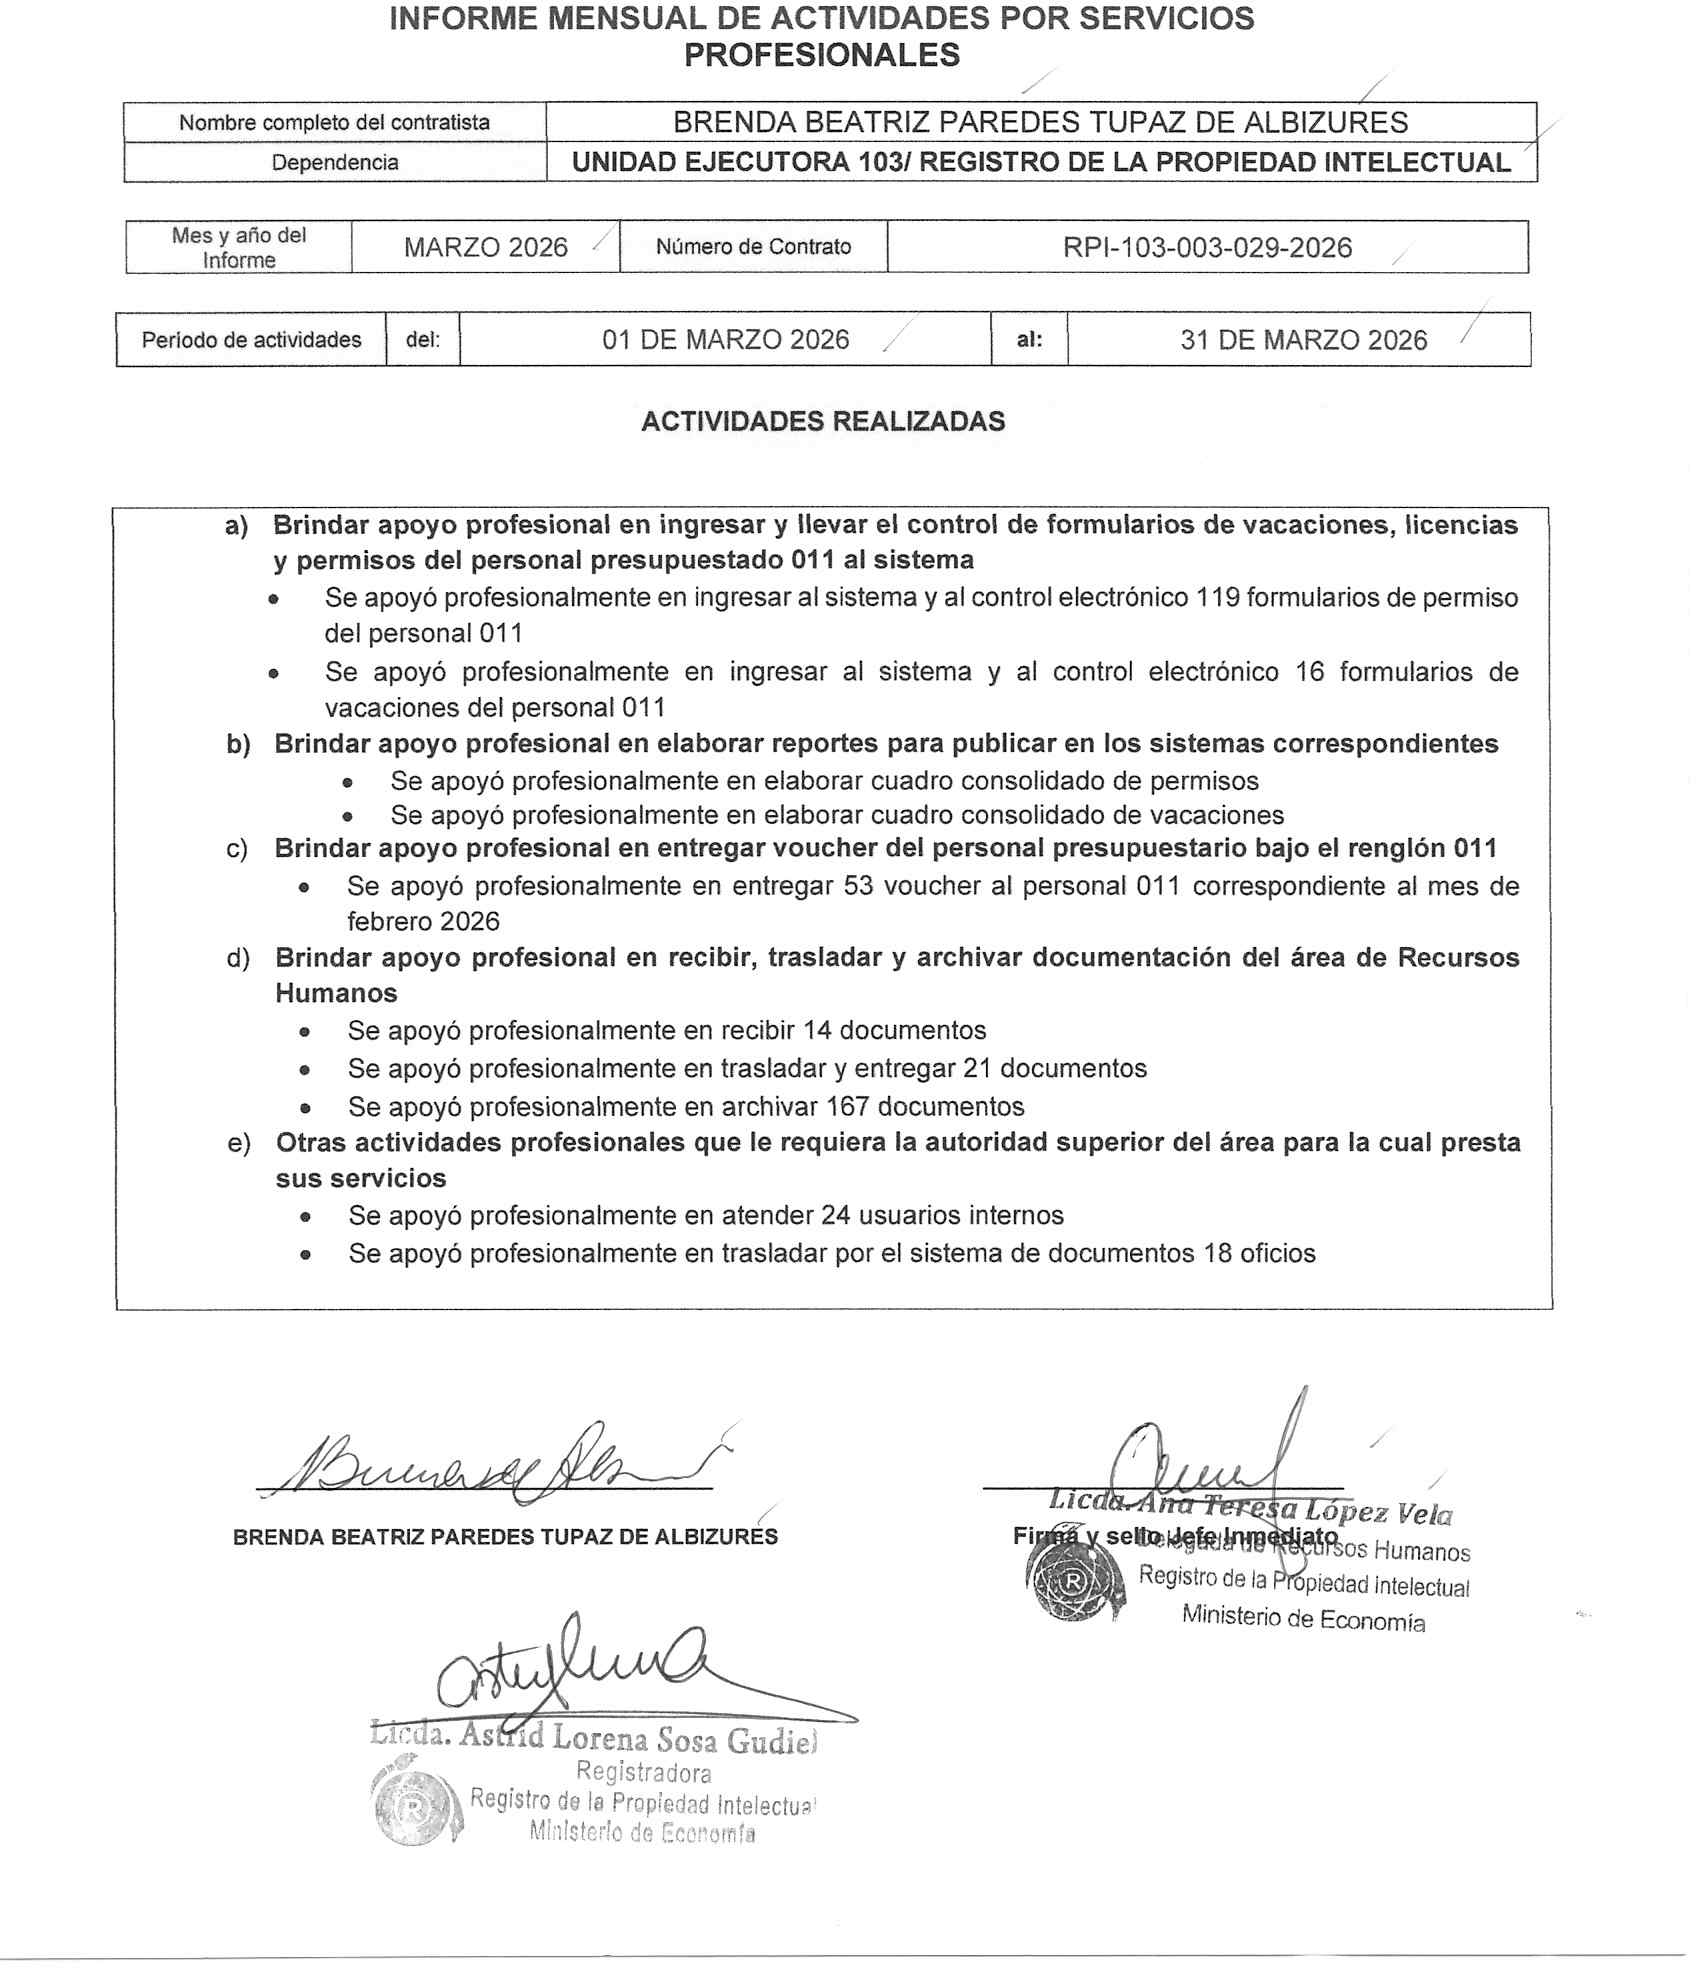 INFORME MENSUAL DE ACTIVIDADES POR SERVICIOS
PROFESIONALES
Nombre completo del contratista BRENDA BEATRIZ PAREDES TUPAZ DE ALBIZURES
Dependencia UNIDAD EJECUTORA 103/ REGISTRO DE LA PROPIEDAD INTELECTUAL
Mes y año del
Informe MARZO 2026 Número de Contrato RPI-103-003-029-2026
Período de actividades del: 01 DE MARZO 2026 al: 31 DE MARZO 2026
ACTIVIDADES REALIZADAS
a) Brindar apoyo profesional en ingresar y llevar el control de formularios de vacaciones, licencias
y permisos del personal presupuestado 011 al sistema
• Se apoyó profesionalmente en ingresar al sistema y al control electrónico 119 formularios de permiso
del personal 011
• Se apoyó profesionalmente en ingresar al sistema y al control electrónico 16 formularios de
vacaciones del personal 011
b) Brindar apoyo profesional en elaborar reportes para publicar en los sistemas correspondientes
• Se apoyó profesionalmente en elaborar cuadro consolidado de permisos
• Se apoyó profesionalmente en elaborar cuadro consolidado de vacaciones
c) Brindar apoyo profesional en entregar voucher del personal presupuestario bajo el renglón 011
• Se apoyó profesionalmente en entregar 53 voucher al personal 011 correspondiente al mes de
febrero 2026
d) Brindar apoyo profesional en recibir, trasladar y archivar documentación del área de Recursos
Humanos
• Se apoyó profesionalmente en recibir 14 documentos
• Se apoyó profesionalmente en trasladar y entregar 21 documentos
• Se apoyó profesionalmente en archivar 167 documentos
e) Otras actividades profesionales que le requiera la autoridad superior del área para la cual presta
sus servicios
• Se apoyó profesionalmente en atender 24 usuarios internos
• Se apoyó profesionalmente en trasladar por el sistema de documentos 18 oficios
BRENDA BEATRIZ PAREDES TUPAZ DE ALBIZURES
Licda. Ana Teresa López Vela
Firma y sello Jefe Inmediato
Delegada de Recursos Humanos
Registro de la Propiedad Intelectual
Ministerio de Economía
R
Licda. Astrid Lorena Sosa Gudiel
Registradora
Registro de la Propiedad Intelectual
Ministerio de Economía
R